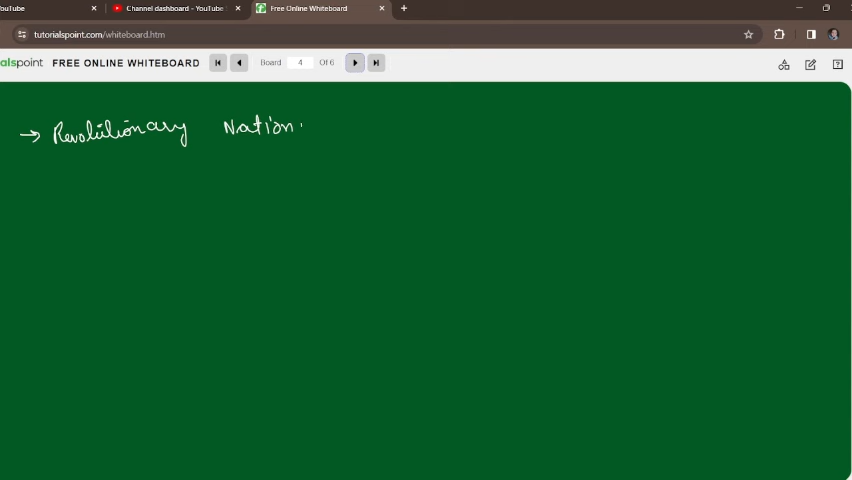 YouTube
Channel dashboard - YouTube
Free Online Whiteboard
tutorialspoint.com/whiteboard.htm
alspoint FREE ONLINE WHITEBOARD Board 4 Of 6
→ Revolutionary Nation